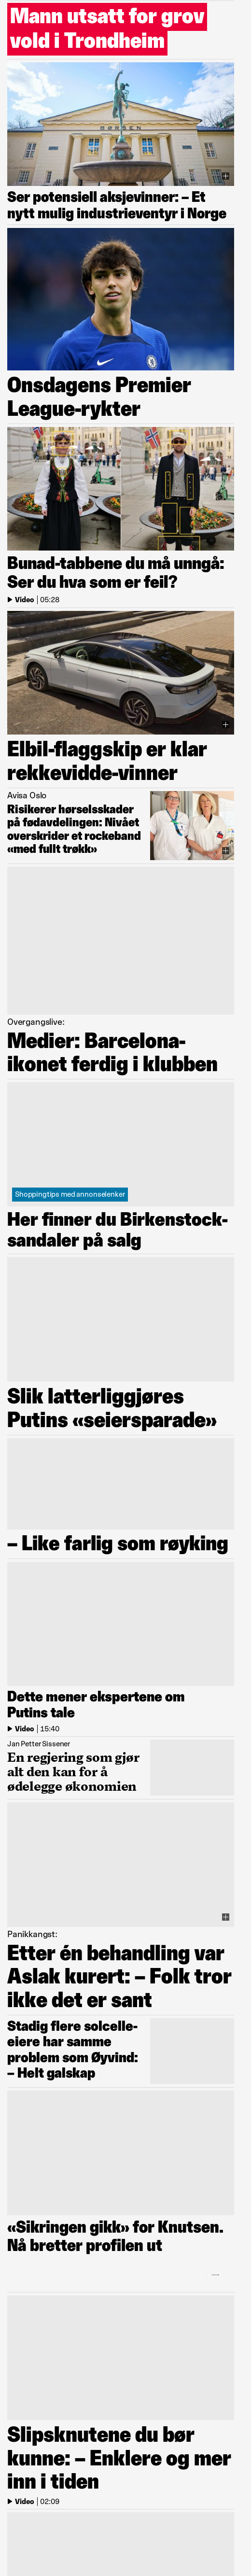 Mann utsatt for grov
vold i Trondheim
BØRSEN
Ser potensiell aksjevinner: – Et
nytt mulig industrieventyr i Norge
Onsdagens Premier
League-rykter
Bunad-tabbene du må unngå:
Ser du hva som er feil?
Video | 05:28
Elbil-flaggskip er klar
rekkevidde-vinner
Avisa Oslo
Risikerer hørselsskader
på fødavdelingen: Nivået
overskrider et rockeband
«med fullt trøkk»
Overgangslive:
Medier: Barcelona-
ikonet ferdig i klubben
Shoppingtips med annonselenker
Her finner du Birkenstock-
sandaler på salg
Slik latterliggjøres
Putins «seiersparade»
– Like farlig som røyking
Dette mener ekspertene om
Putins tale
Video | 15:40
Jan Petter Sissener
En regjering som gjør
alt den kan for å
ødelegge økonomien
Panikkangst:
Etter én behandling var
Aslak kurert: – Folk tror
ikke det er sant
Stadig flere solcelle-
eiere har samme
problem som Øyvind:
– Helt galskap
«Sikringen gikk» for Knutsen.
Nå bretter profilen ut
Slipsknutene du bør
kunne: – Enklere og mer
inn i tiden
Video | 02:09